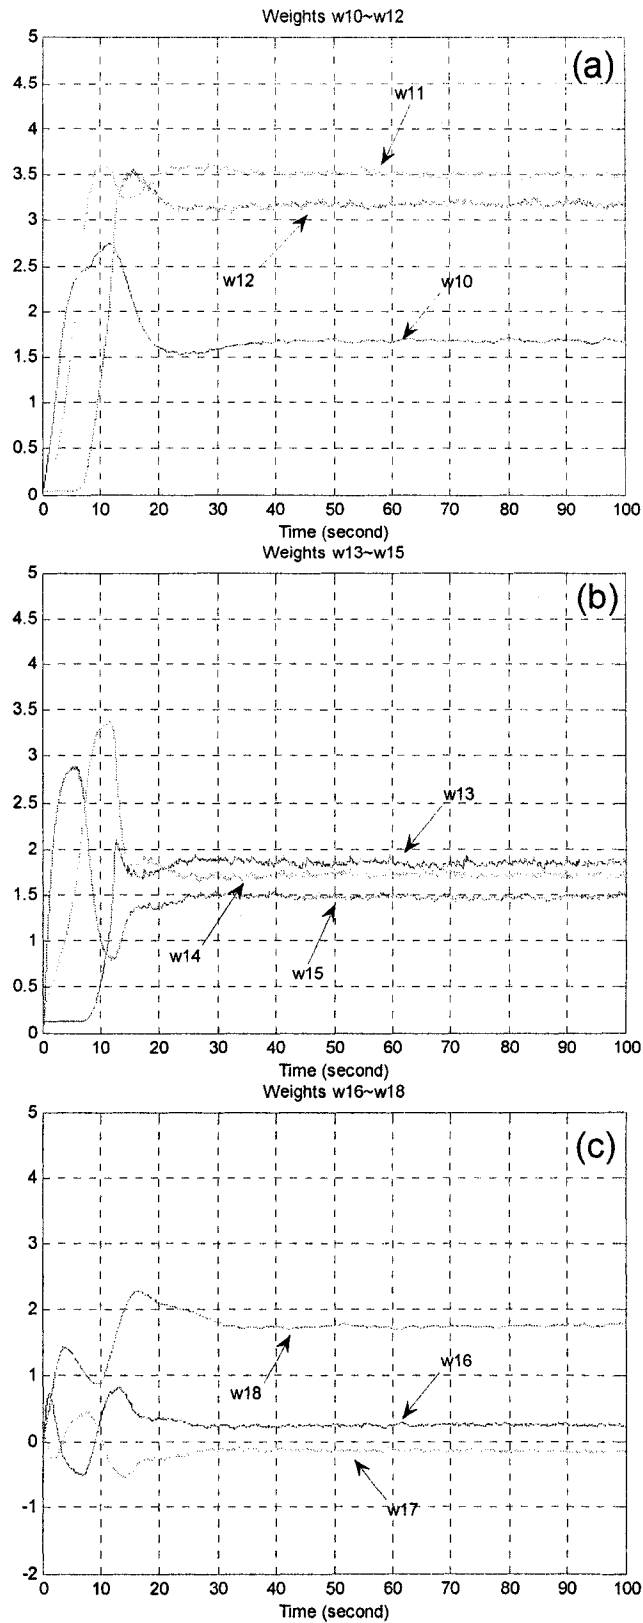 Weights w10~w12
5
(a)
4.5
w11
4
3.5
3
w12
w10
2.5
2
1.5
1
0.5
0
0 10 20 30 40 50 60 70 80 90 100
Time (second)
Weights w13~w15
5
(b)
4.5
4
3.5
3
w13
2.5
2
1.5
w14
w15
1
0.5
0
0 10 20 30 40 50 60 70 80 90 100
Time (second)
Weights w16~w18
5
(c)
4
3
2
w18
w16
1
0
w17
-1
-2
0 10 20 30 40 50 60 70 80 90 100
Time (second)